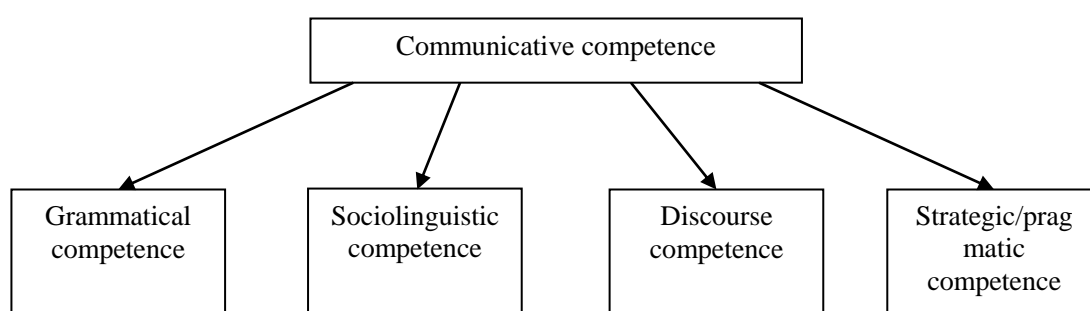 Communicative competence
Grammatical
competence
Sociolinguistic
competence
Discourse
competence
Strategic/prag
matic
competence